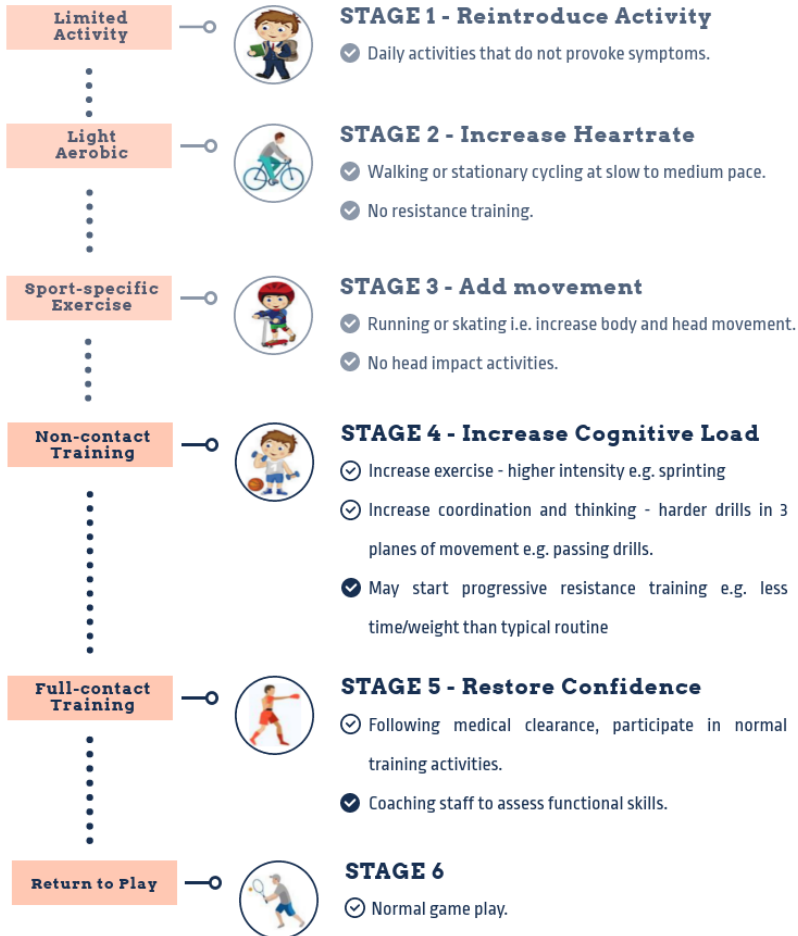 Limited
Activity
STAGE 1 - Reintroduce Activity
Daily activities that do not provoke symptoms.
Light
Aerobic
STAGE 2 - Increase Heartrate
Walking or stationary cycling at slow to medium pace.
No resistance training.
Sport-specific
Exercise
STAGE 3 - Add movement
Running or skating i.e. increase body and head movement.
No head impact activities.
Non-contact
Training
STAGE 4 - Increase Cognitive Load
Increase exercise - higher intensity e.g. sprinting
Increase coordination and thinking - harder drills in 3
planes of movement e.g. passing drills.
May start progressive resistance training e.g. less
time/weight than typical routine
Full-contact
Training
STAGE 5 - Restore Confidence
Following medical clearance, participate in normal
training activities.
Coaching staff to assess functional skills.
Return to Play
STAGE 6
Normal game play.